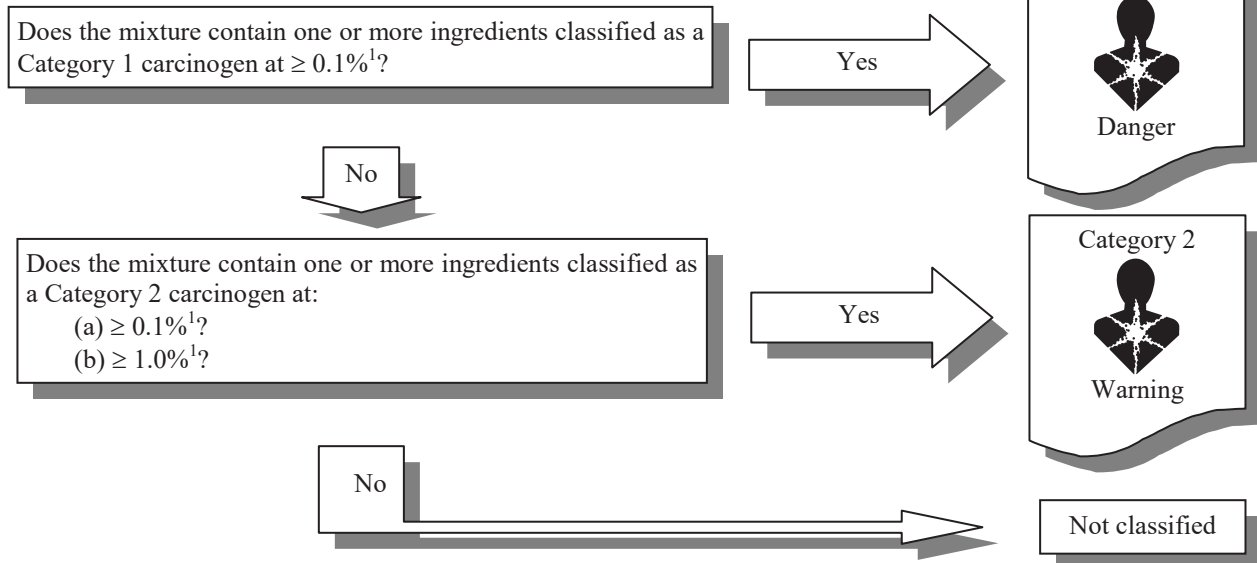 Does the mixture contain one or more ingredients classified as a
Category 1 carcinogen at ≥ 0.1%¹?
Yes
Danger
No
Does the mixture contain one or more ingredients classified as
a Category 2 carcinogen at:
(a) ≥ 0.1%¹?
(b) ≥ 1.0%¹?
Yes
Category 2
Warning
No
Not classified